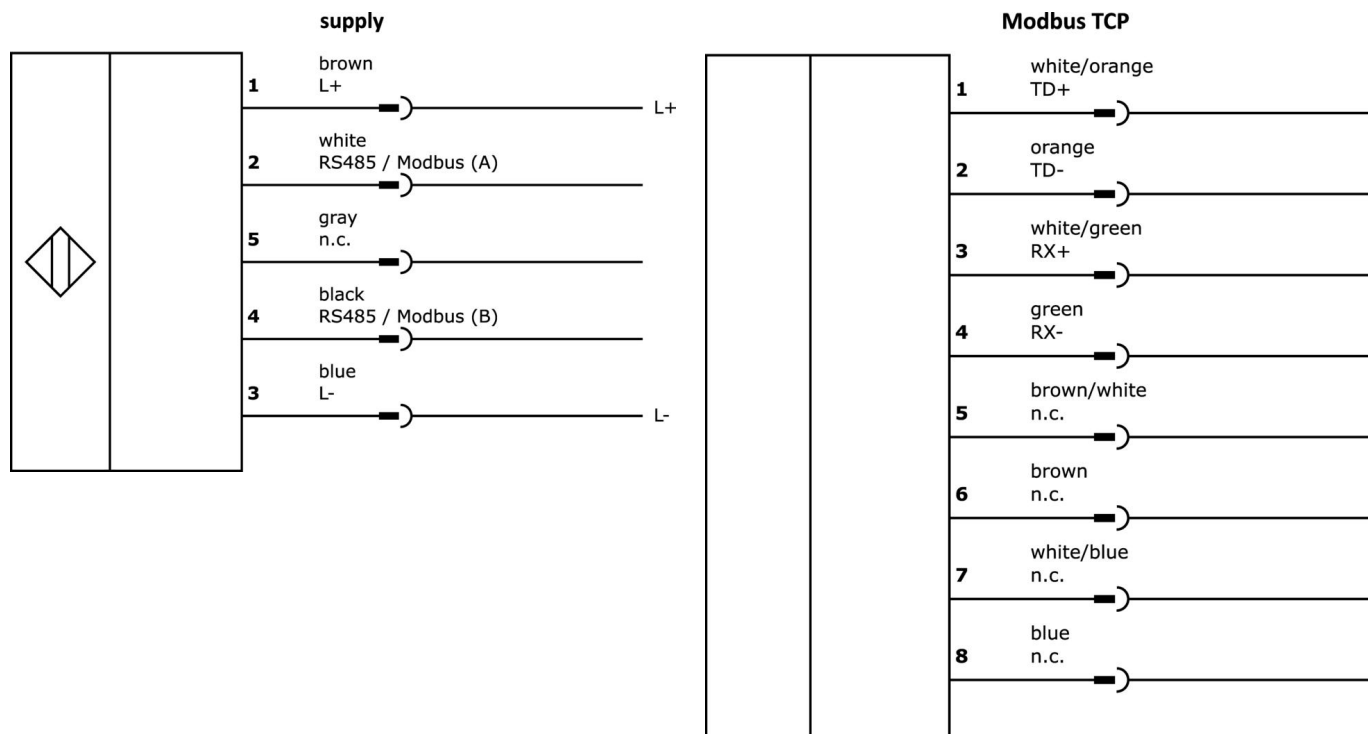 supply
brown
1 L+
L+
white
2 RS485 / Modbus (A)
gray
5 n.c.
black
4 RS485 / Modbus (B)
blue
3 L-
L-
Modbus TCP
white/orange
1 TD+
orange
2 TD-
white/green
3 RX+
green
4 RX-
brown/white
5 n.c.
brown
6 n.c.
white/blue
7 n.c.
blue
8 n.c.